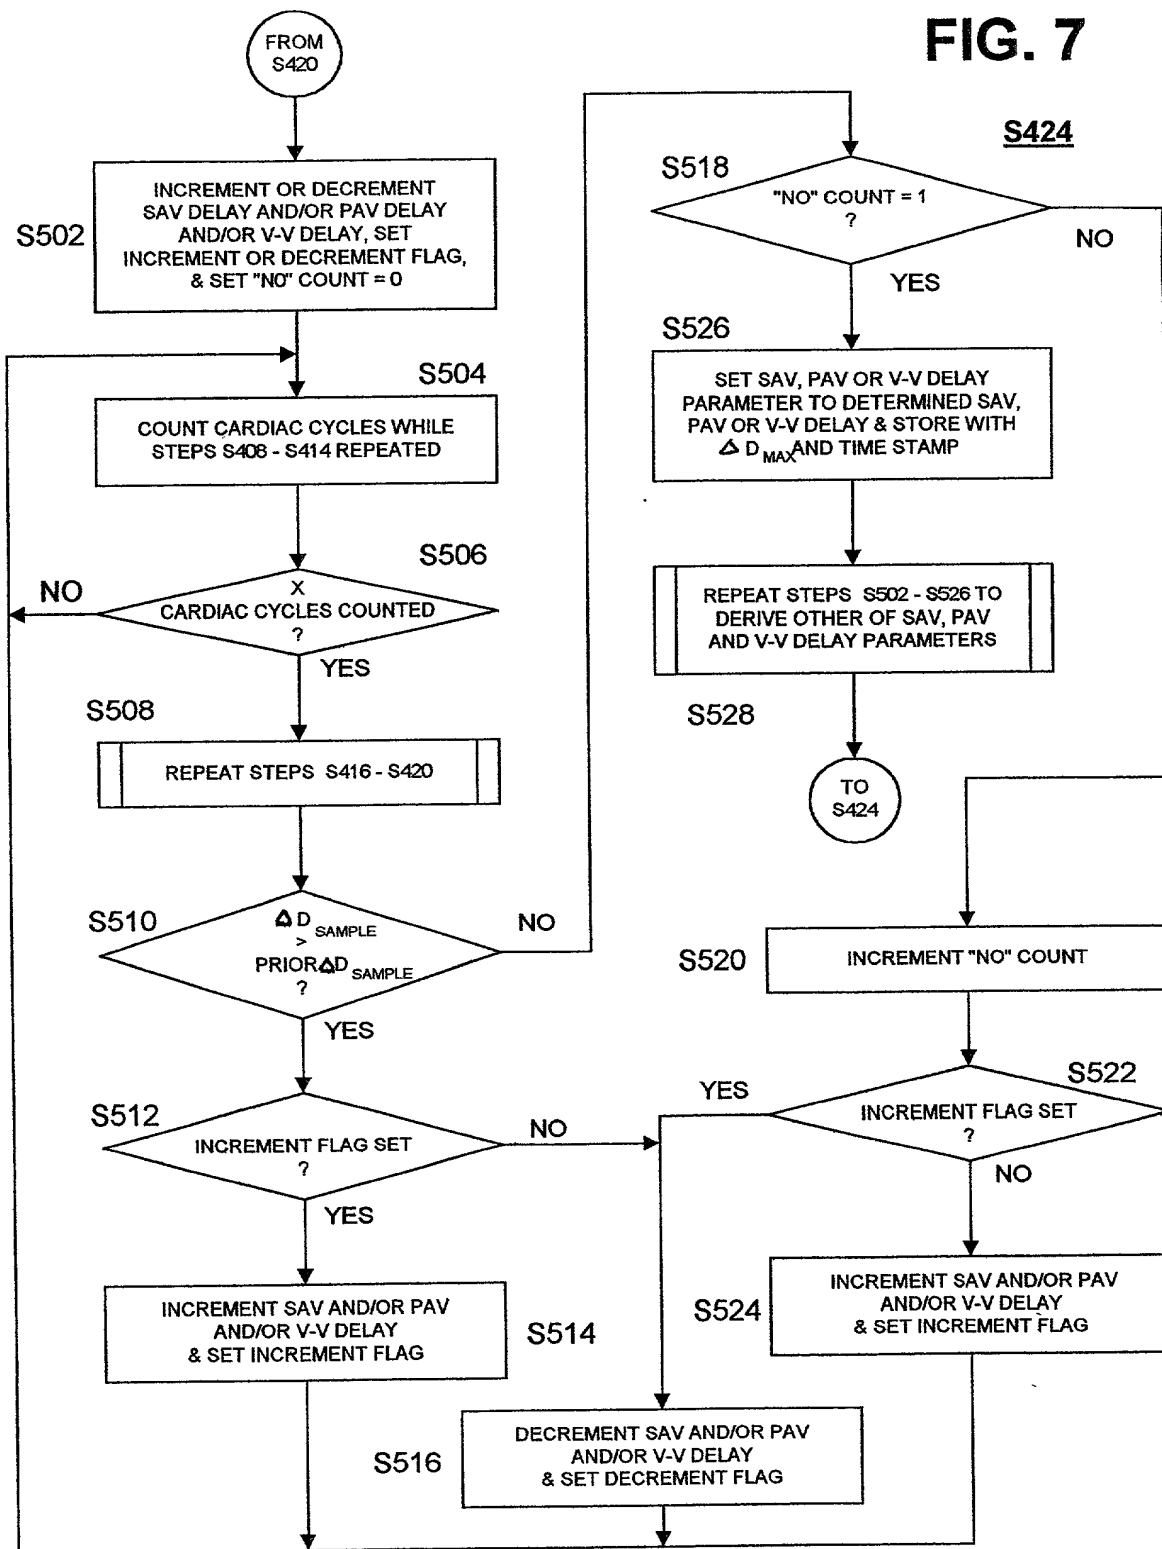 FIG. 7
S424
FROM
S420
S502
INCREMENT OR DECREMENT
SAV DELAY AND/OR PAV DELAY
AND/OR V-V DELAY, SET
INCREMENT OR DECREMENT FLAG,
& SET "NO" COUNT = 0
S504
COUNT CARDIAC CYCLES WHILE
STEPS S408 - S414 REPEATED
S506
X
CARDIAC CYCLES COUNTED
?
NO
YES
S508
REPEAT STEPS S416 - S420
S510
Δ D SAMPLE
>
PRIOR Δ D SAMPLE
?
NO
YES
S512
INCREMENT FLAG SET
?
NO
YES
INCREMENT SAV AND/OR PAV
AND/OR V-V DELAY
& SET INCREMENT FLAG
S514
S516
DECREMENT SAV AND/OR PAV
AND/OR V-V DELAY
& SET DECREMENT FLAG
S518
"NO" COUNT = 1
?
NO
YES
S526
SET SAV, PAV OR V-V DELAY
PARAMETER TO DETERMINED SAV,
PAV OR V-V DELAY & STORE WITH
Δ D MAX AND TIME STAMP
REPEAT STEPS S502 - S526 TO
DERIVE OTHER OF SAV, PAV
AND V-V DELAY PARAMETERS
S528
TO
S424
S520
INCREMENT "NO" COUNT
S522
INCREMENT FLAG SET
?
YES
NO
S524
INCREMENT SAV AND/OR PAV
AND/OR V-V DELAY
& SET INCREMENT FLAG